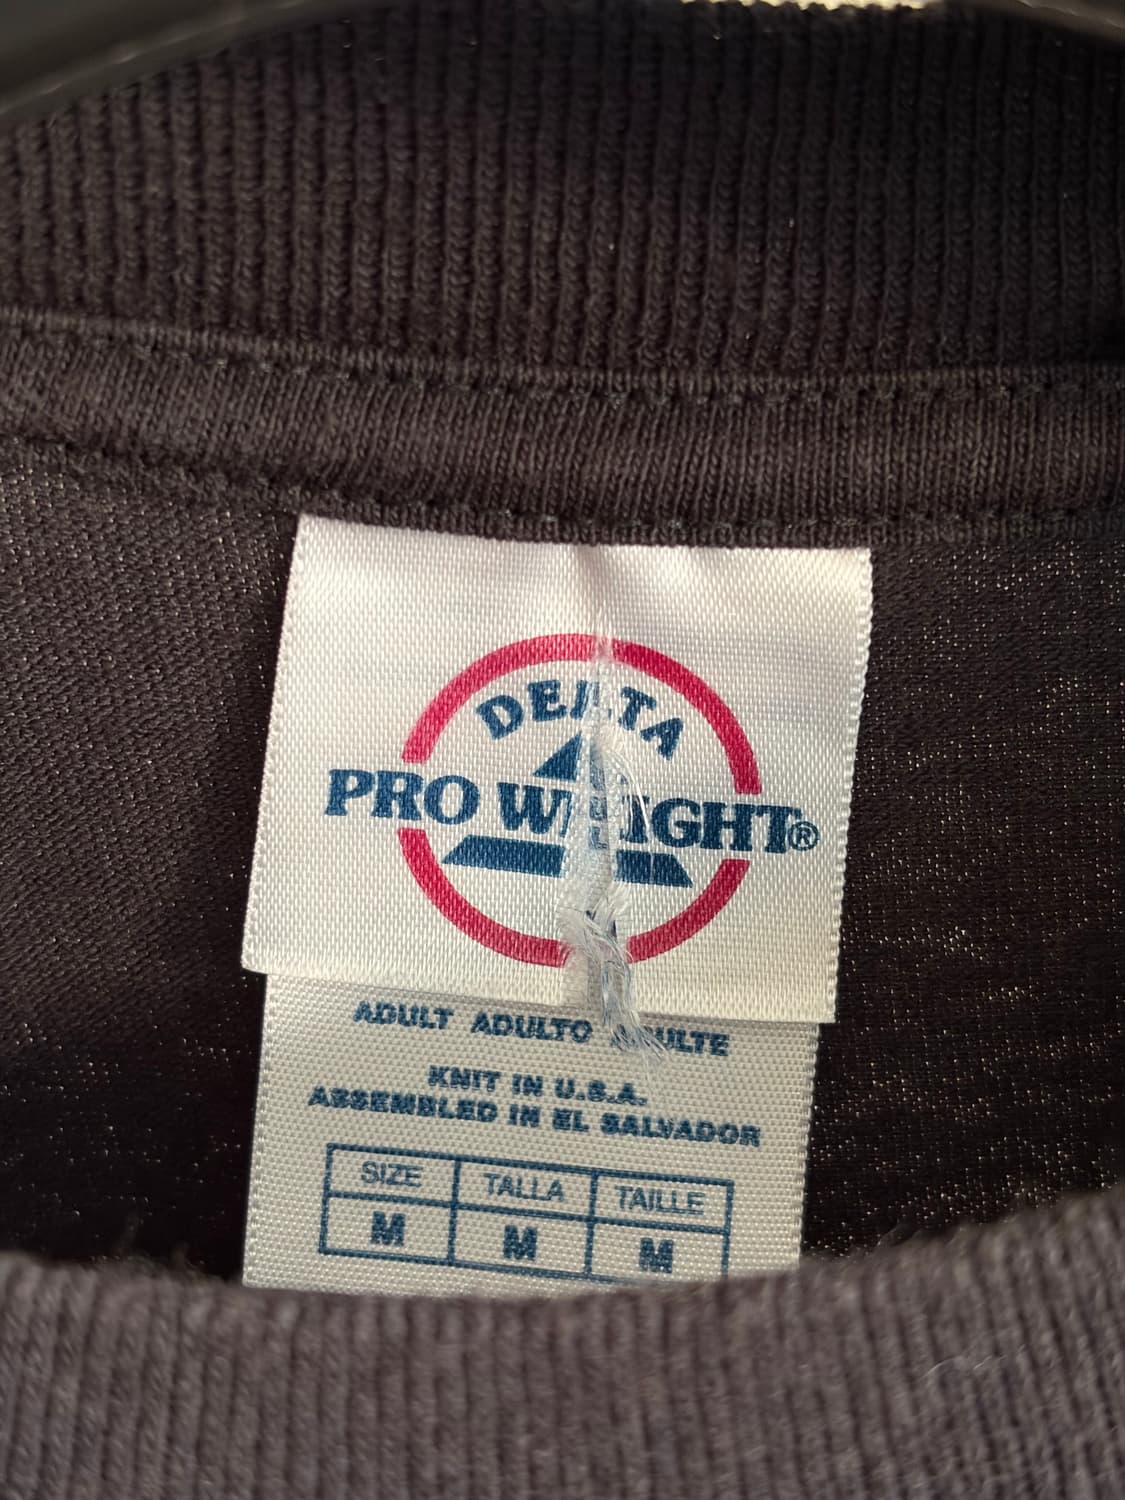 DELTA
PRO WEIGHT®
ADULT ADULTO ADULTE
KNIT IN U.S.A.
ASSEMBLED IN EL SALVADOR
SIZE TALLA TAILLE
M M M